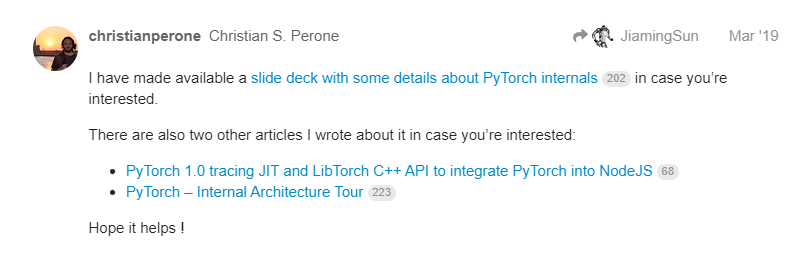 christianperone Christian S. Perone JiamingSun Mar '19
I have made available a slide deck with some details about PyTorch internals 202 in case you're
interested.
There are also two other articles I wrote about it in case you're interested:
• PyTorch 1.0 tracing JIT and LibTorch C++ API to integrate PyTorch into NodeJS 68
• PyTorch – Internal Architecture Tour 223
Hope it helps !